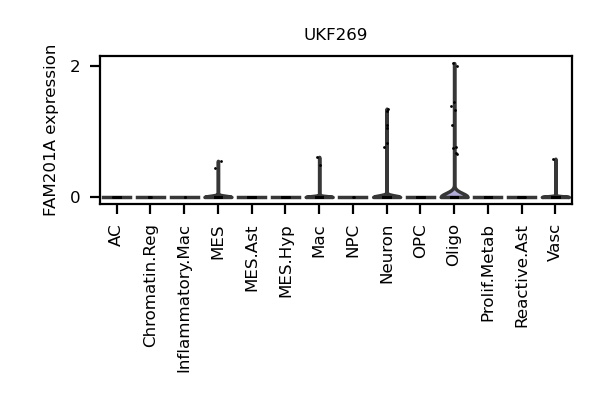 UKF269
FAM201A expression
2
0
AC
Chromatin.Reg
Inflammatory.Mac
MES
MES.Ast
MES.Hyp
Mac
NPC
Neuron
OPC
Oligo
Prolif.Metab
Reactive.Ast
Vasc